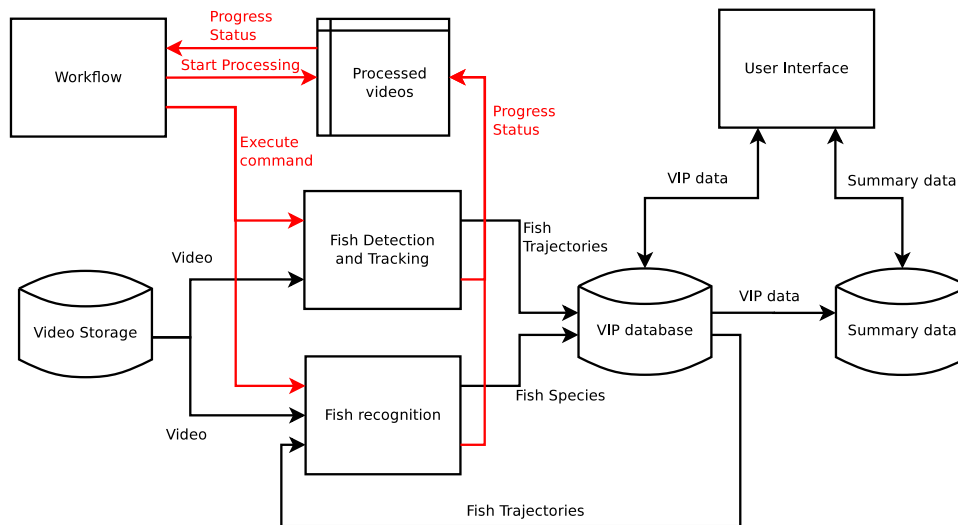 Progress
Status
Workflow
Start Processing
Processed
videos
User Interface
Execute
command
Progress
Status
VIP data
Summary data
Video
Fish Detection
and Tracking
Fish
Trajectories
Video Storage
VIP database
VIP data
Summary data
Fish recognition
Fish Species
Video
Fish Trajectories